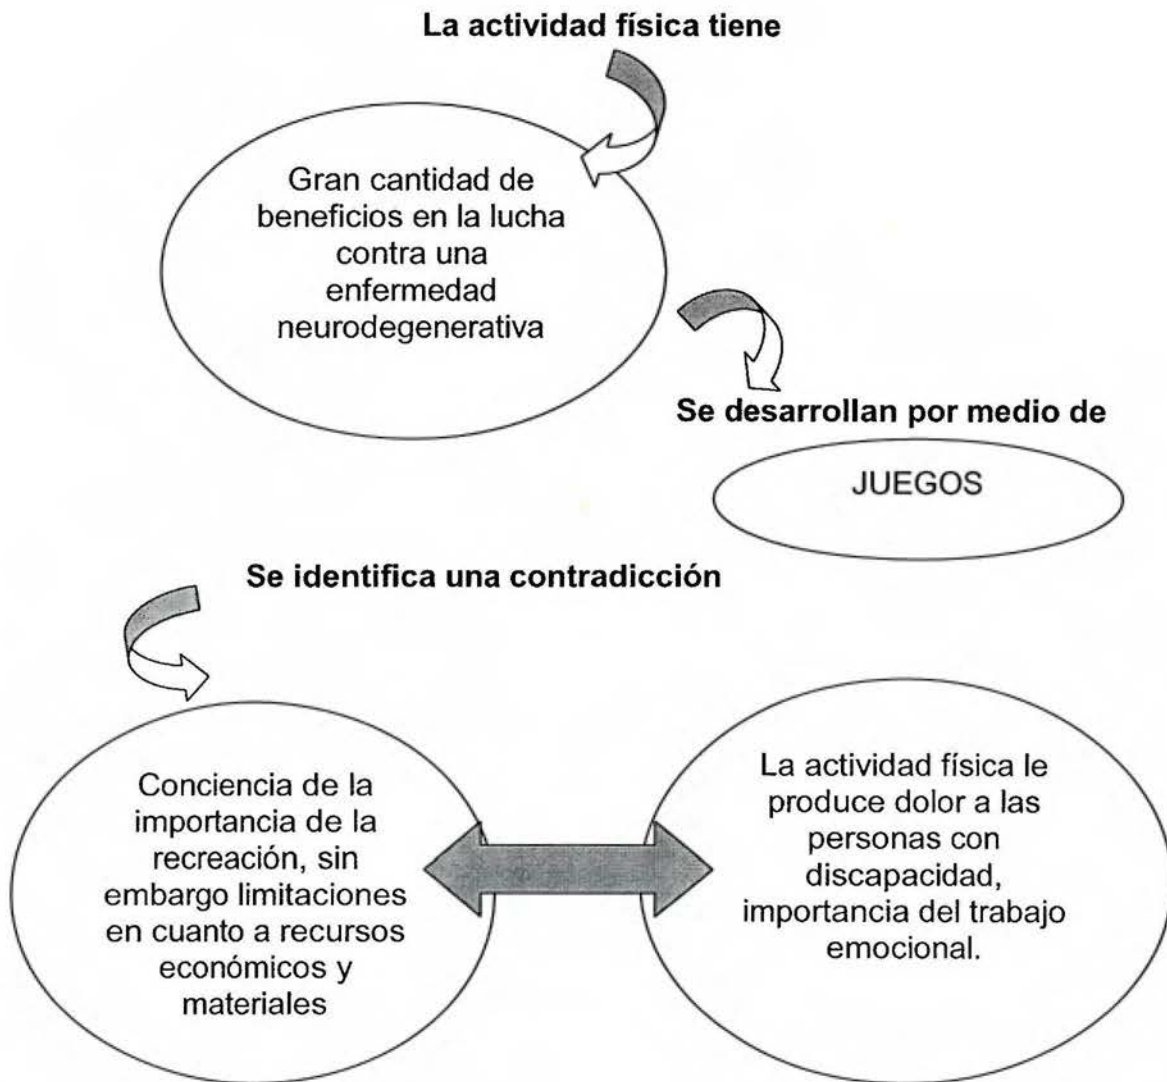 La actividad física tiene
Gran cantidad de
beneficios en la lucha
contra una
enfermedad
neurodegenerativa
Se desarrollan por medio de
JUEGOS
Se identifica una contradicción
Conciencia de la
importancia de la
recreación, sin
embargo limitaciones
en cuanto a recursos
económicos y
materiales
La actividad física le
produce dolor a las
personas con
discapacidad,
importancia del trabajo
emocional.